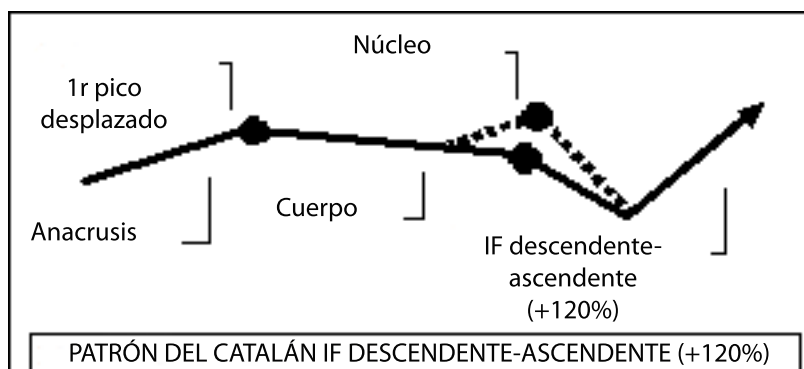 Núcleo
1r pico
desplazado
Anacrusis
Cuerpo
IF descendente-
ascendente
(+120%)
PATRÓN DEL CATALÁN IF DESCENDENTE-ASCENDENTE (+120%)